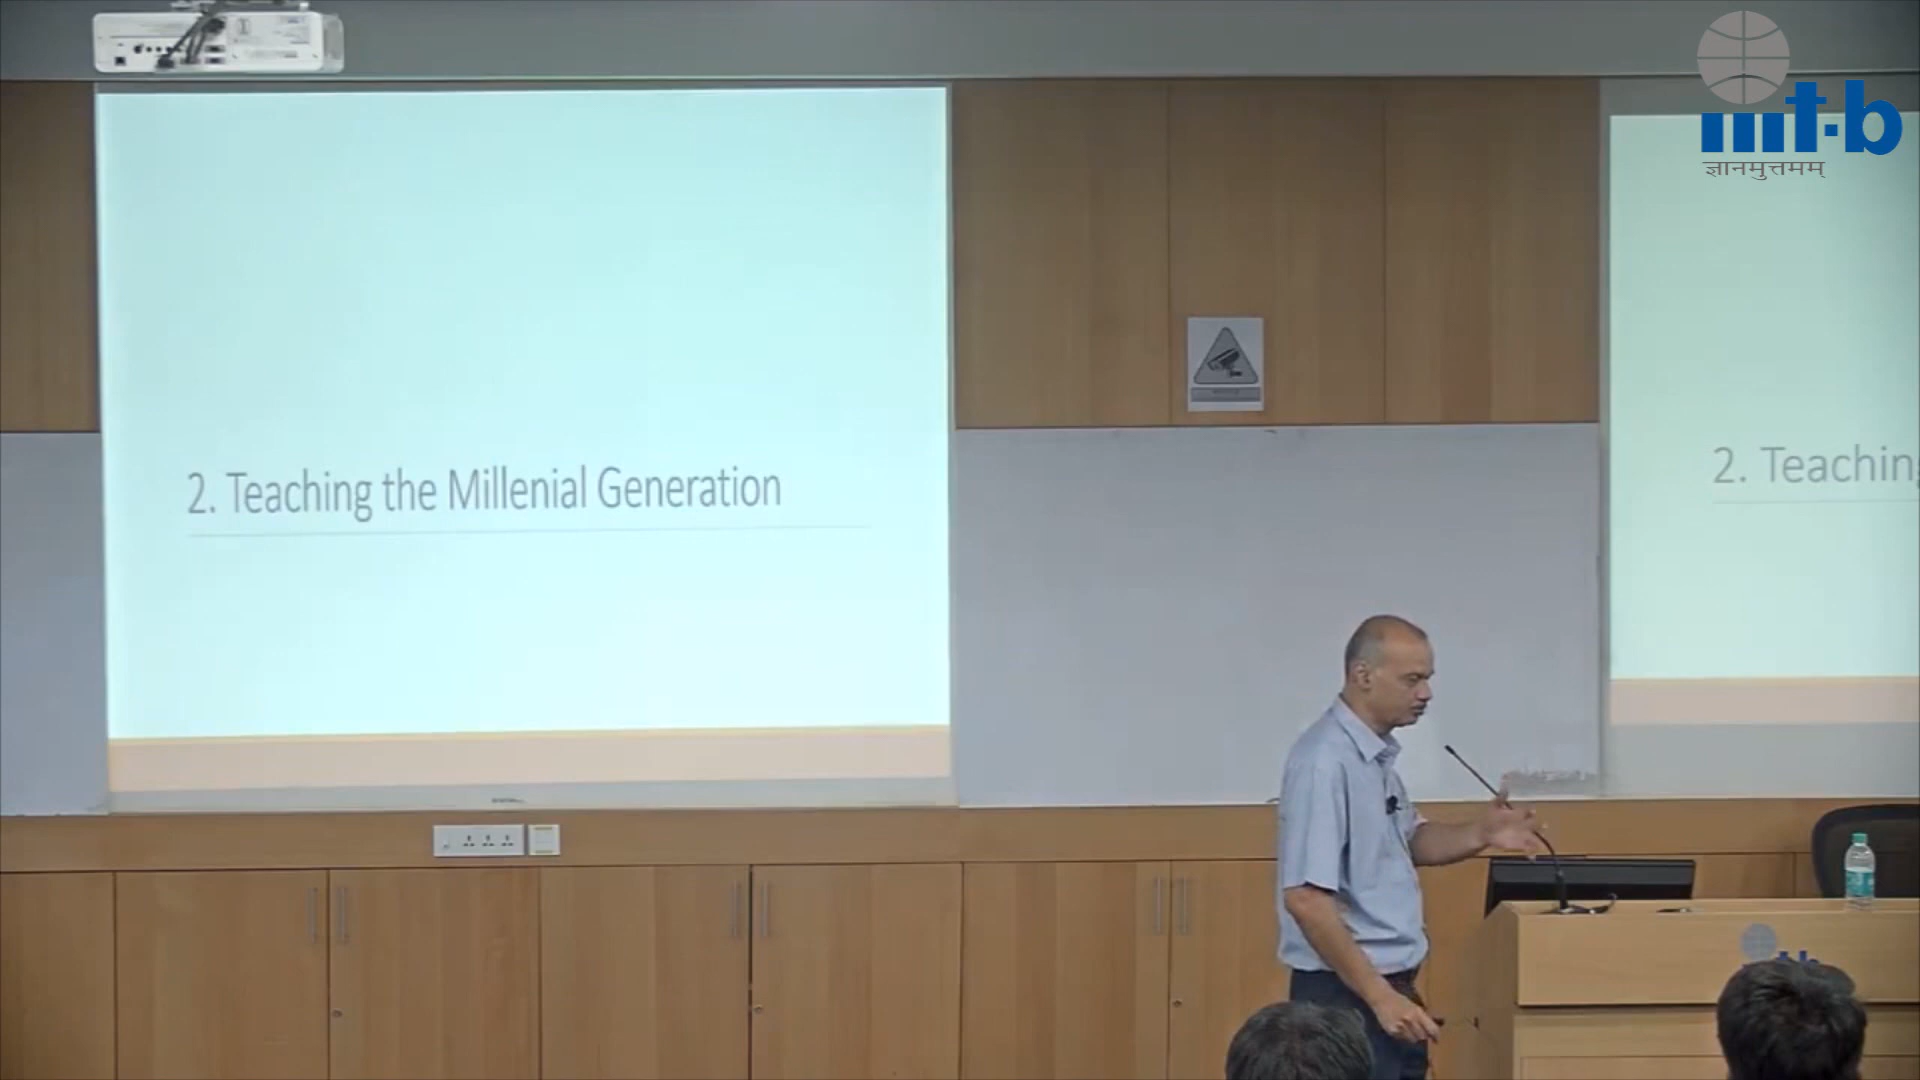 2. Teaching the Millenial Generation
iiit-b
ज्ञानमुत्तमम्
2. Teaching